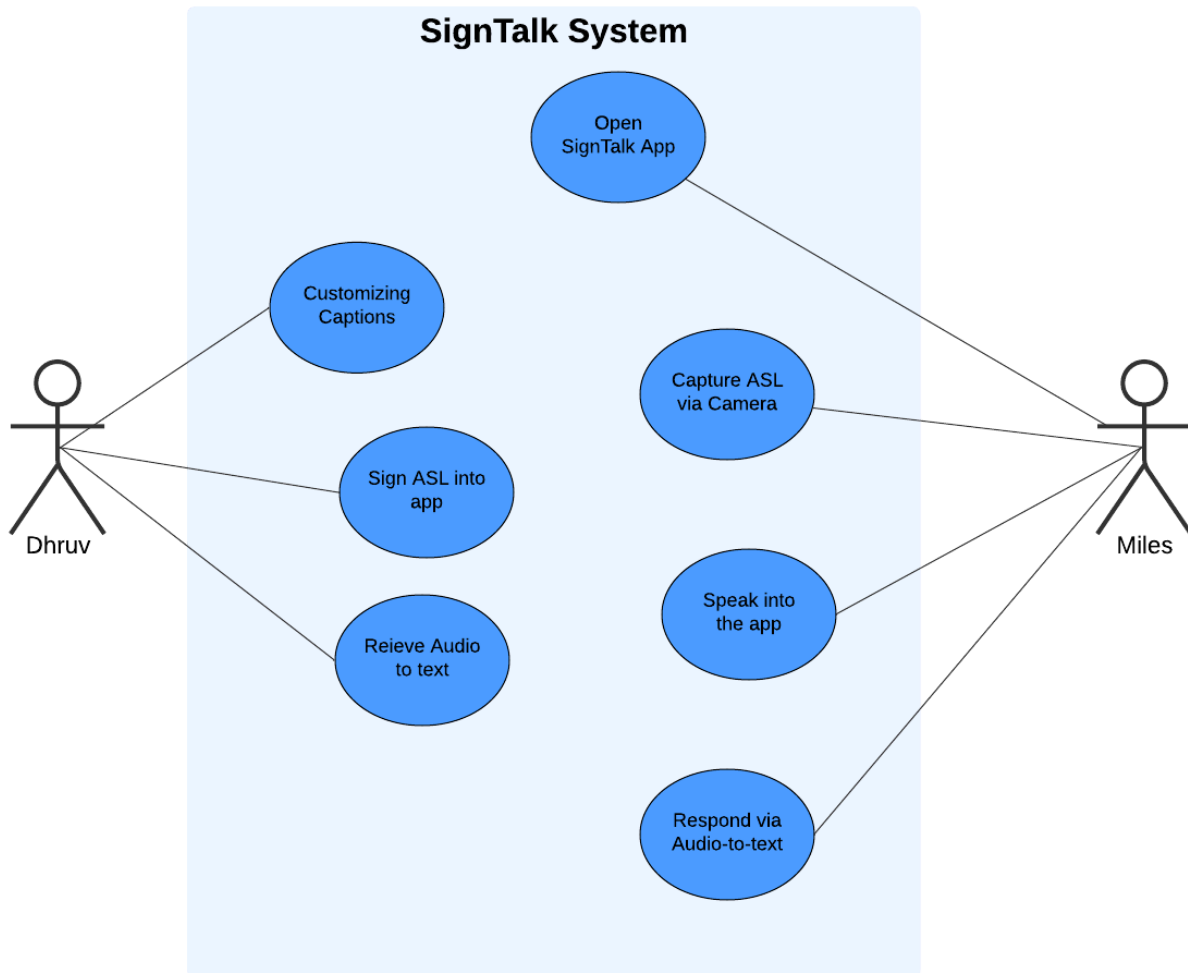 SignTalk System
Open
SignTalk App
Customizing
Captions
Capture ASL
via Camera
Sign ASL into
app
Dhruv
Miles
Speak into
the app
Reieve Audio
to text
Respond via
Audio-to-text